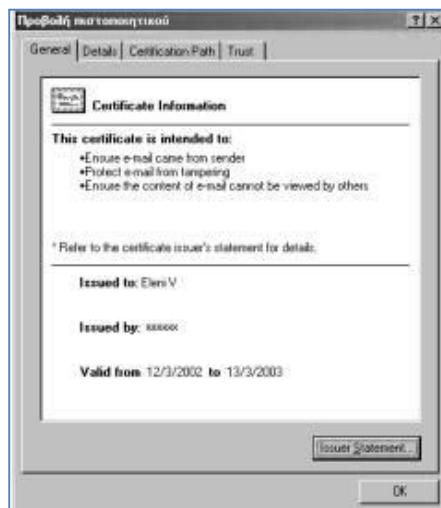 Προβολή πιστοποιητικού
General Details Certification Path Trust
Certificate Information
This certificate is intended to:
•Ensure e-mail came from sender
•Protect e-mail from tampering
•Ensure the content of e-mail cannot be viewed by others
* Refer to the certificate issuer's statement for details.
Issued to: Eleni V
Issued by: xxxxxx
Valid from 12/3/2002 to 13/3/2003
Issuer Statement...
OK